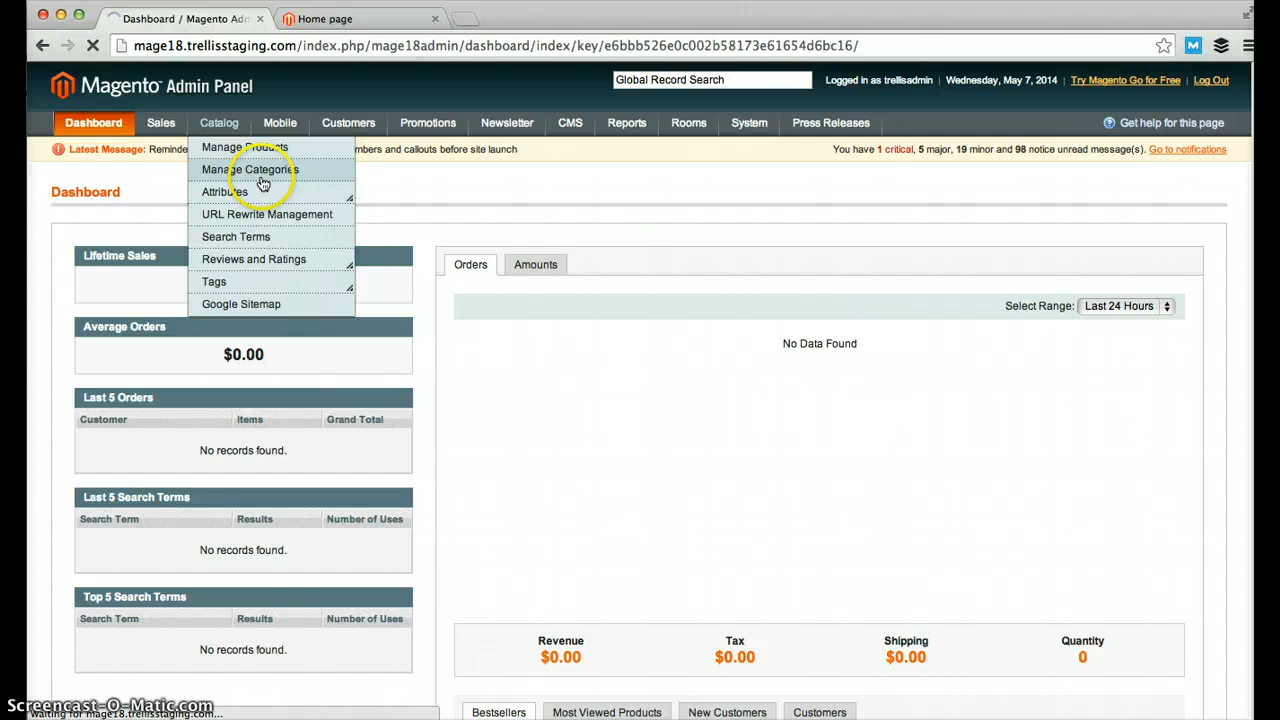 Dashboard / Magento Adm
Home page
mage18.trellisstaging.com/index.php/mage18admin/dashboard/index/key/e6bbb526e0c002b58173e61654d6bc16/
Magento Admin Panel
Global Record Search
Logged in as trellisadmin | Wednesday, May 7, 2014 | Try Magento Go for Free | Log Out
Dashboard Sales Catalog Mobile Customers Promotions Newsletter CMS Reports Rooms System Press Releases Get help for this page
Latest Message: Reminde
mbers and callouts before site launch
You have 1 critical, 5 major, 19 minor and 98 notice unread message(s). Go to notifications
Manage Products
Manage Categories
Attributes
URL Rewrite Management
Search Terms
Reviews and Ratings
Tags
Google Sitemap
Dashboard
Lifetime Sales
Average Orders
$0.00
Last 5 Orders
Customer Items Grand Total
No records found.
Last 5 Search Terms
Search Term Results Number of Uses
No records found.
Top 5 Search Terms
Search Term Results Number of Uses
No records found.
Orders Amounts
Select Range: Last 24 Hours
No Data Found
Revenue Tax Shipping Quantity
$0.00 $0.00 $0.00 0
Bestsellers Most Viewed Products New Customers Customers
Screencast-O-Matic.com
Waiting for mage18.trellisstaging.com...